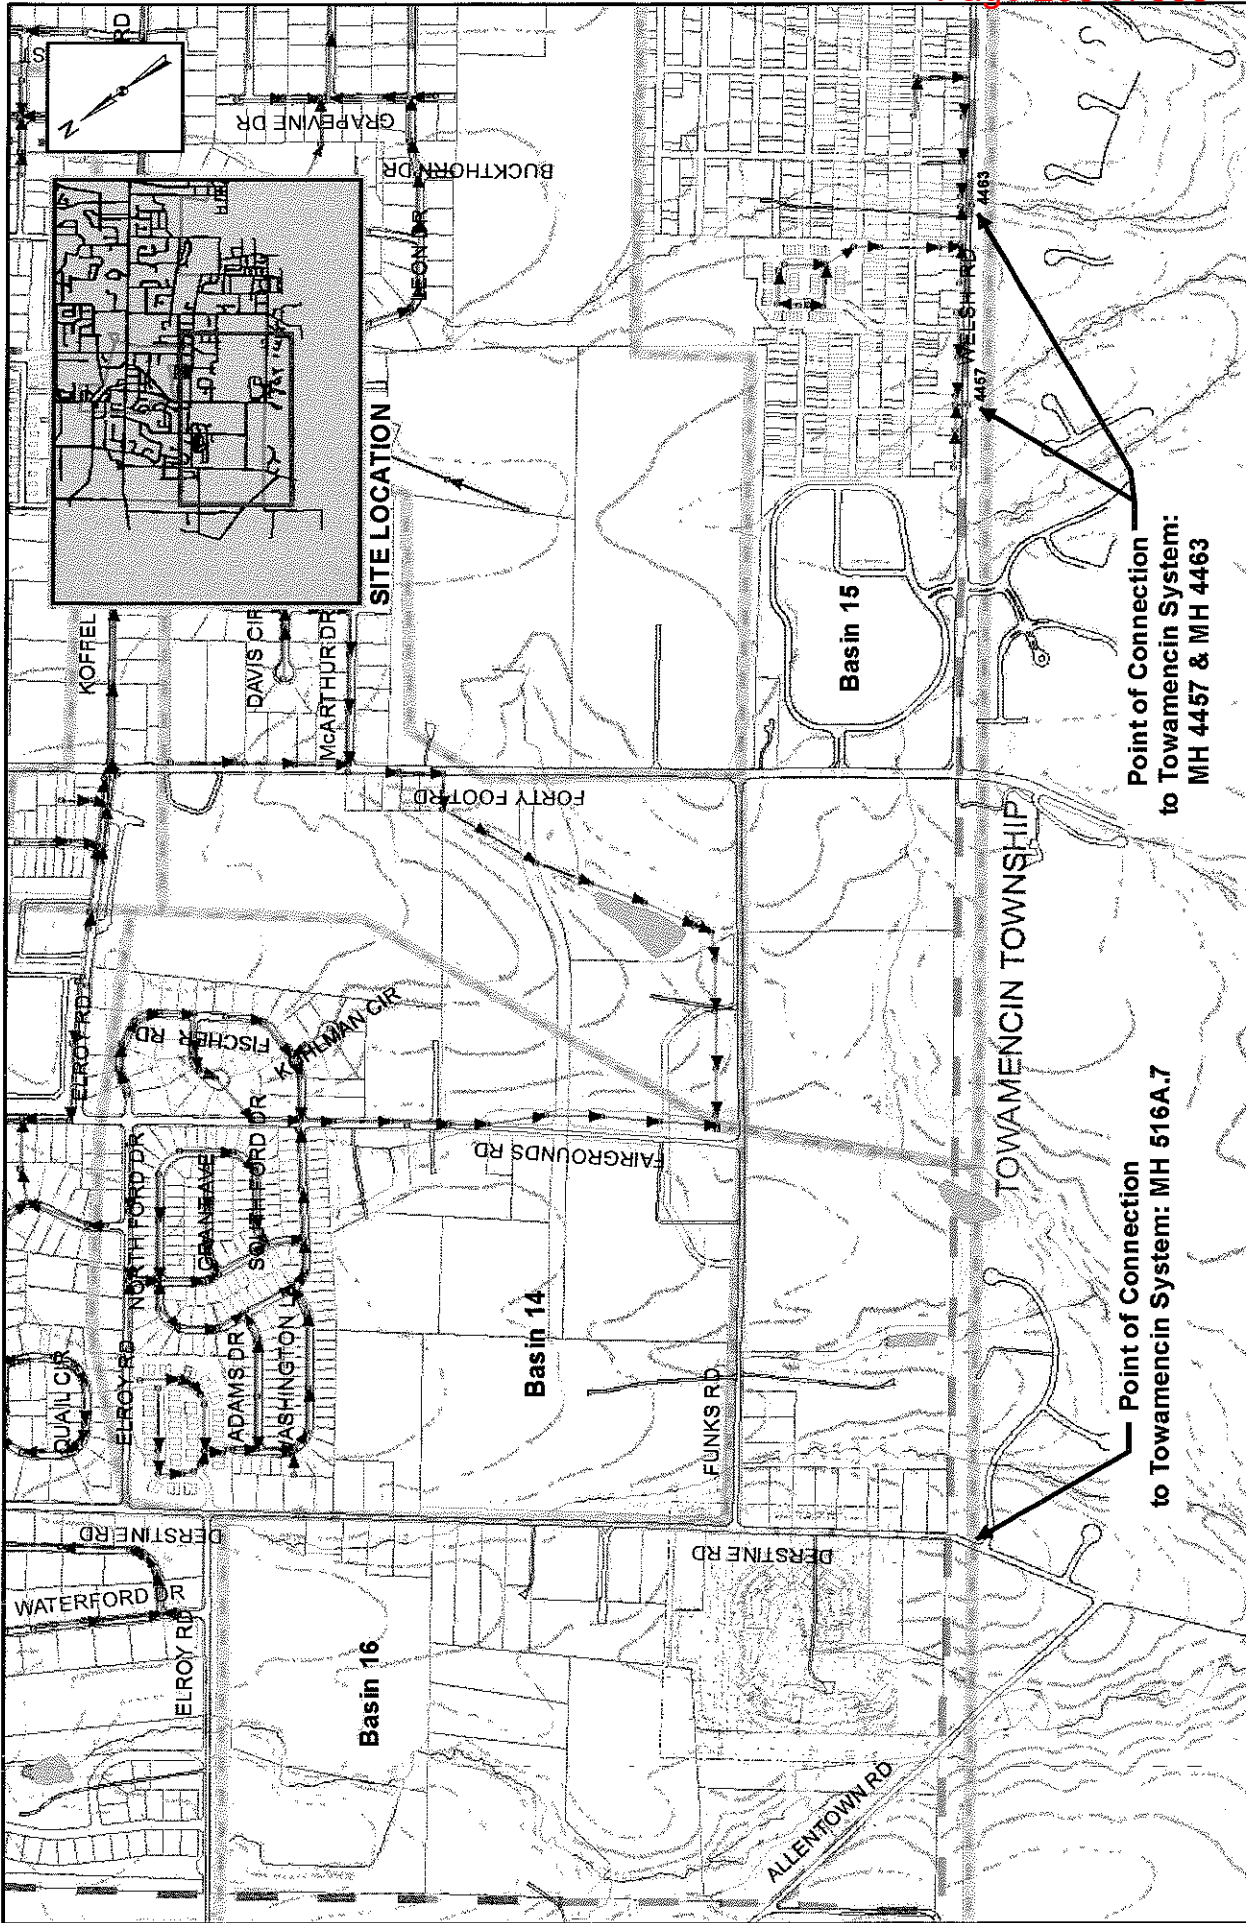 RD
N
GRAPEVINE DR
BUCKTHORN DR
LEON DR
SITE LOCATION
KOFFEL
DAVIS CIR
McARTHUR DR
FORTY FOOT RD
WELSH RD
4457
4463
Basin 15
Point of Connection
to Towamencin System:
MH 4457 & MH 4463
ELROY RD
FISCHER RD
KUHLMAN CIR
NORTH FORD DR
GRANT AVE
SOUTH FORD DR
FAIRGROUNDS RD
TOWAMENCIN TOWNSHIP
QUAIL CIR
ELROY RD
ADAMS DR
WASHINGTON LA
Basin 14
FUNKS RD
Point of Connection
to Towamencin System: MH 516A.7
DERSTINE RD
DERSTINE RD
WATERFORD DR
ELROY RD
Basin 16
ALLENTOWN RD